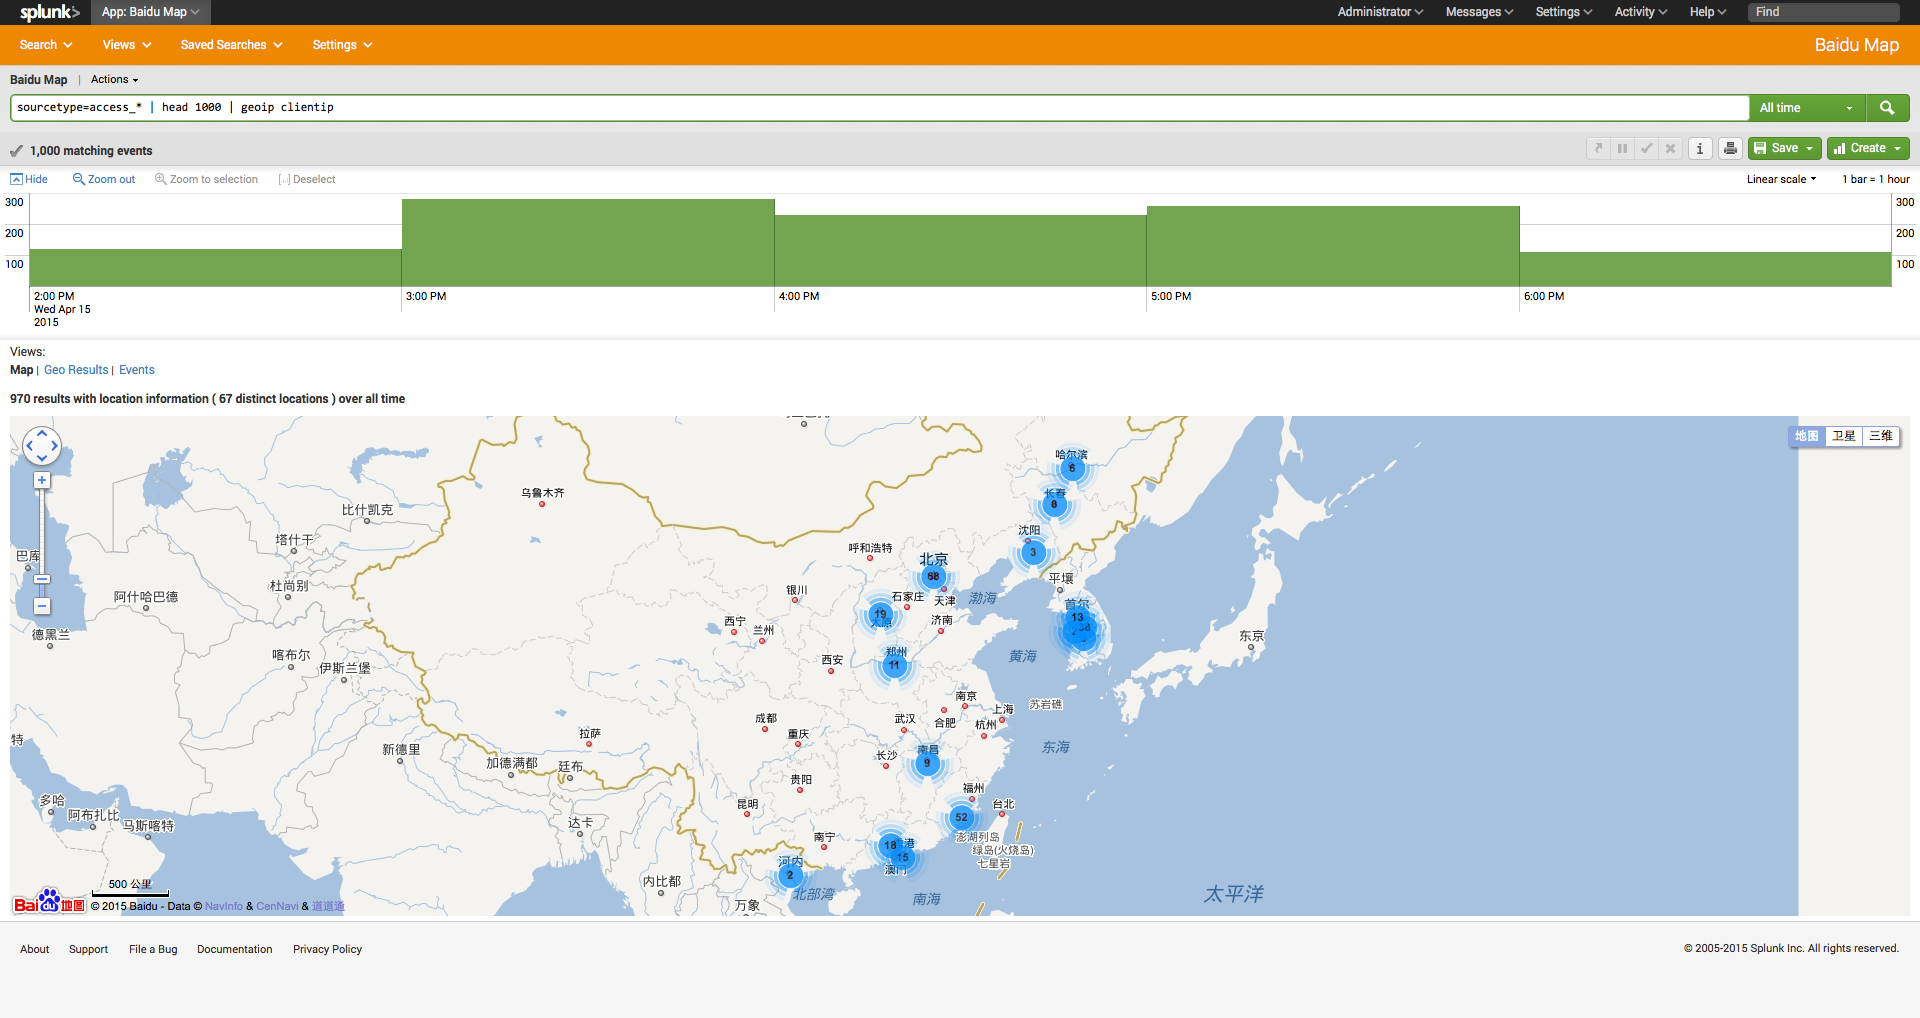 splunk> App: Baidu Map Administrator Messages Settings Activity Help Find
Search Views Saved Searches Settings Baidu Map
Baidu Map | Actions
sourcetype=access_* | head 1000 | geoip clientip All time
1,000 matching events Save Create
Hide Zoom out Zoom to selection [..] Deselect Linear scale 1 bar = 1 hour
300 300
200 200
100 100
2:00 PM 3:00 PM 4:00 PM 5:00 PM 6:00 PM
Wed Apr 15
2015
Views:
Map | Geo Results | Events
970 results with location information ( 67 distinct locations ) over all time
地图 卫星 三维
哈尔滨
6
长春
8
乌鲁木齐
比什凯克
沈阳
塔什干
呼和浩特
3
巴库
北京
68
平壤
杜尚别
银川
石家庄
天津
渤海
阿什哈巴德
首尔
13
19
太原
济南
西宁
兰州
德黑兰
东京
郑州
11
喀布尔
伊斯兰堡
西安
黄海
南京
苏岩礁
上海
成都
武汉
合肥
杭州
拉萨
重庆
特
新德里
东海
南昌
9
长沙
加德满都
廷布
贵阳
福州
多哈
昆明
台北
阿布扎比
马斯喀特
52
达卡
南宁
澎湖列岛
18
港
绿岛(火烧岛)
15
河内
七星岩
澳门
2
内比都
500 公里
北部湾
南海
太平洋
万象
Bai du 地图 © 2015 Baidu - Data © NavInfo & CenNavi & 道道通
About Support File a Bug Documentation Privacy Policy © 2005-2015 Splunk Inc. All rights reserved.